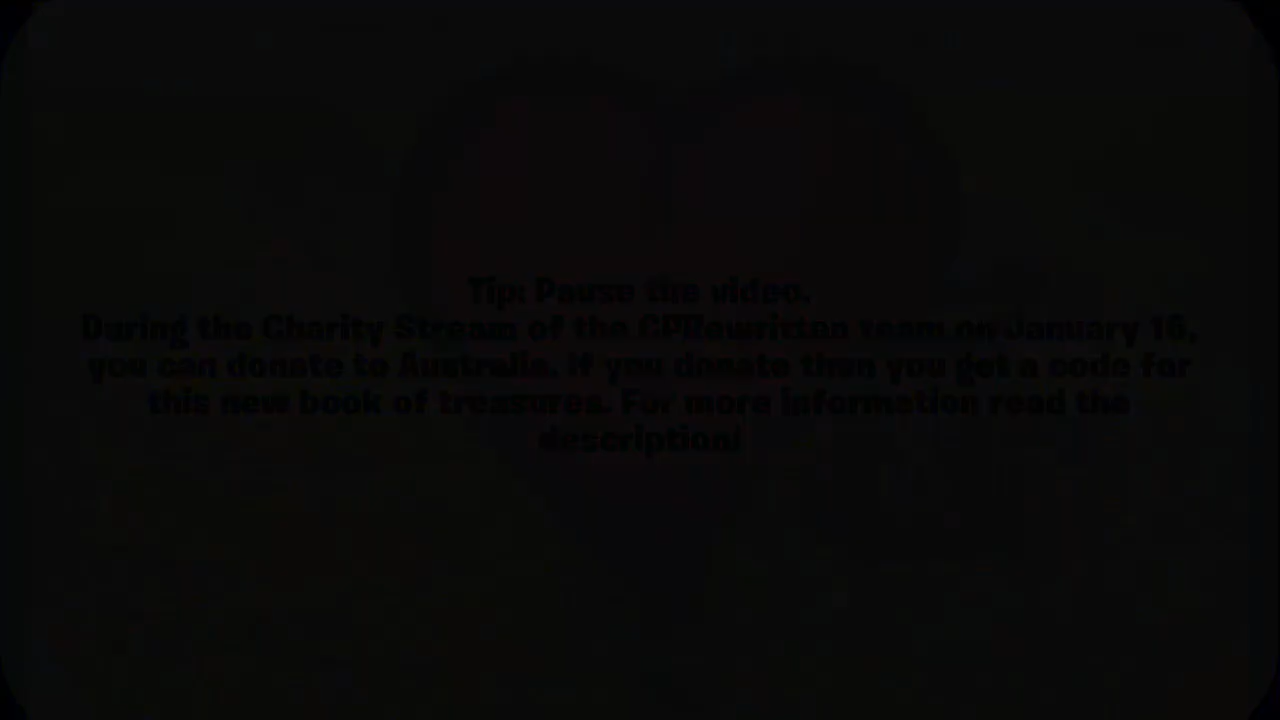 Tip: Pause the video.
During the Charity Stream of the CPRewritten team on January 16,
you can donate to Australia. If you donate then you get a code for
this new book of treasures. For more information read the
description!